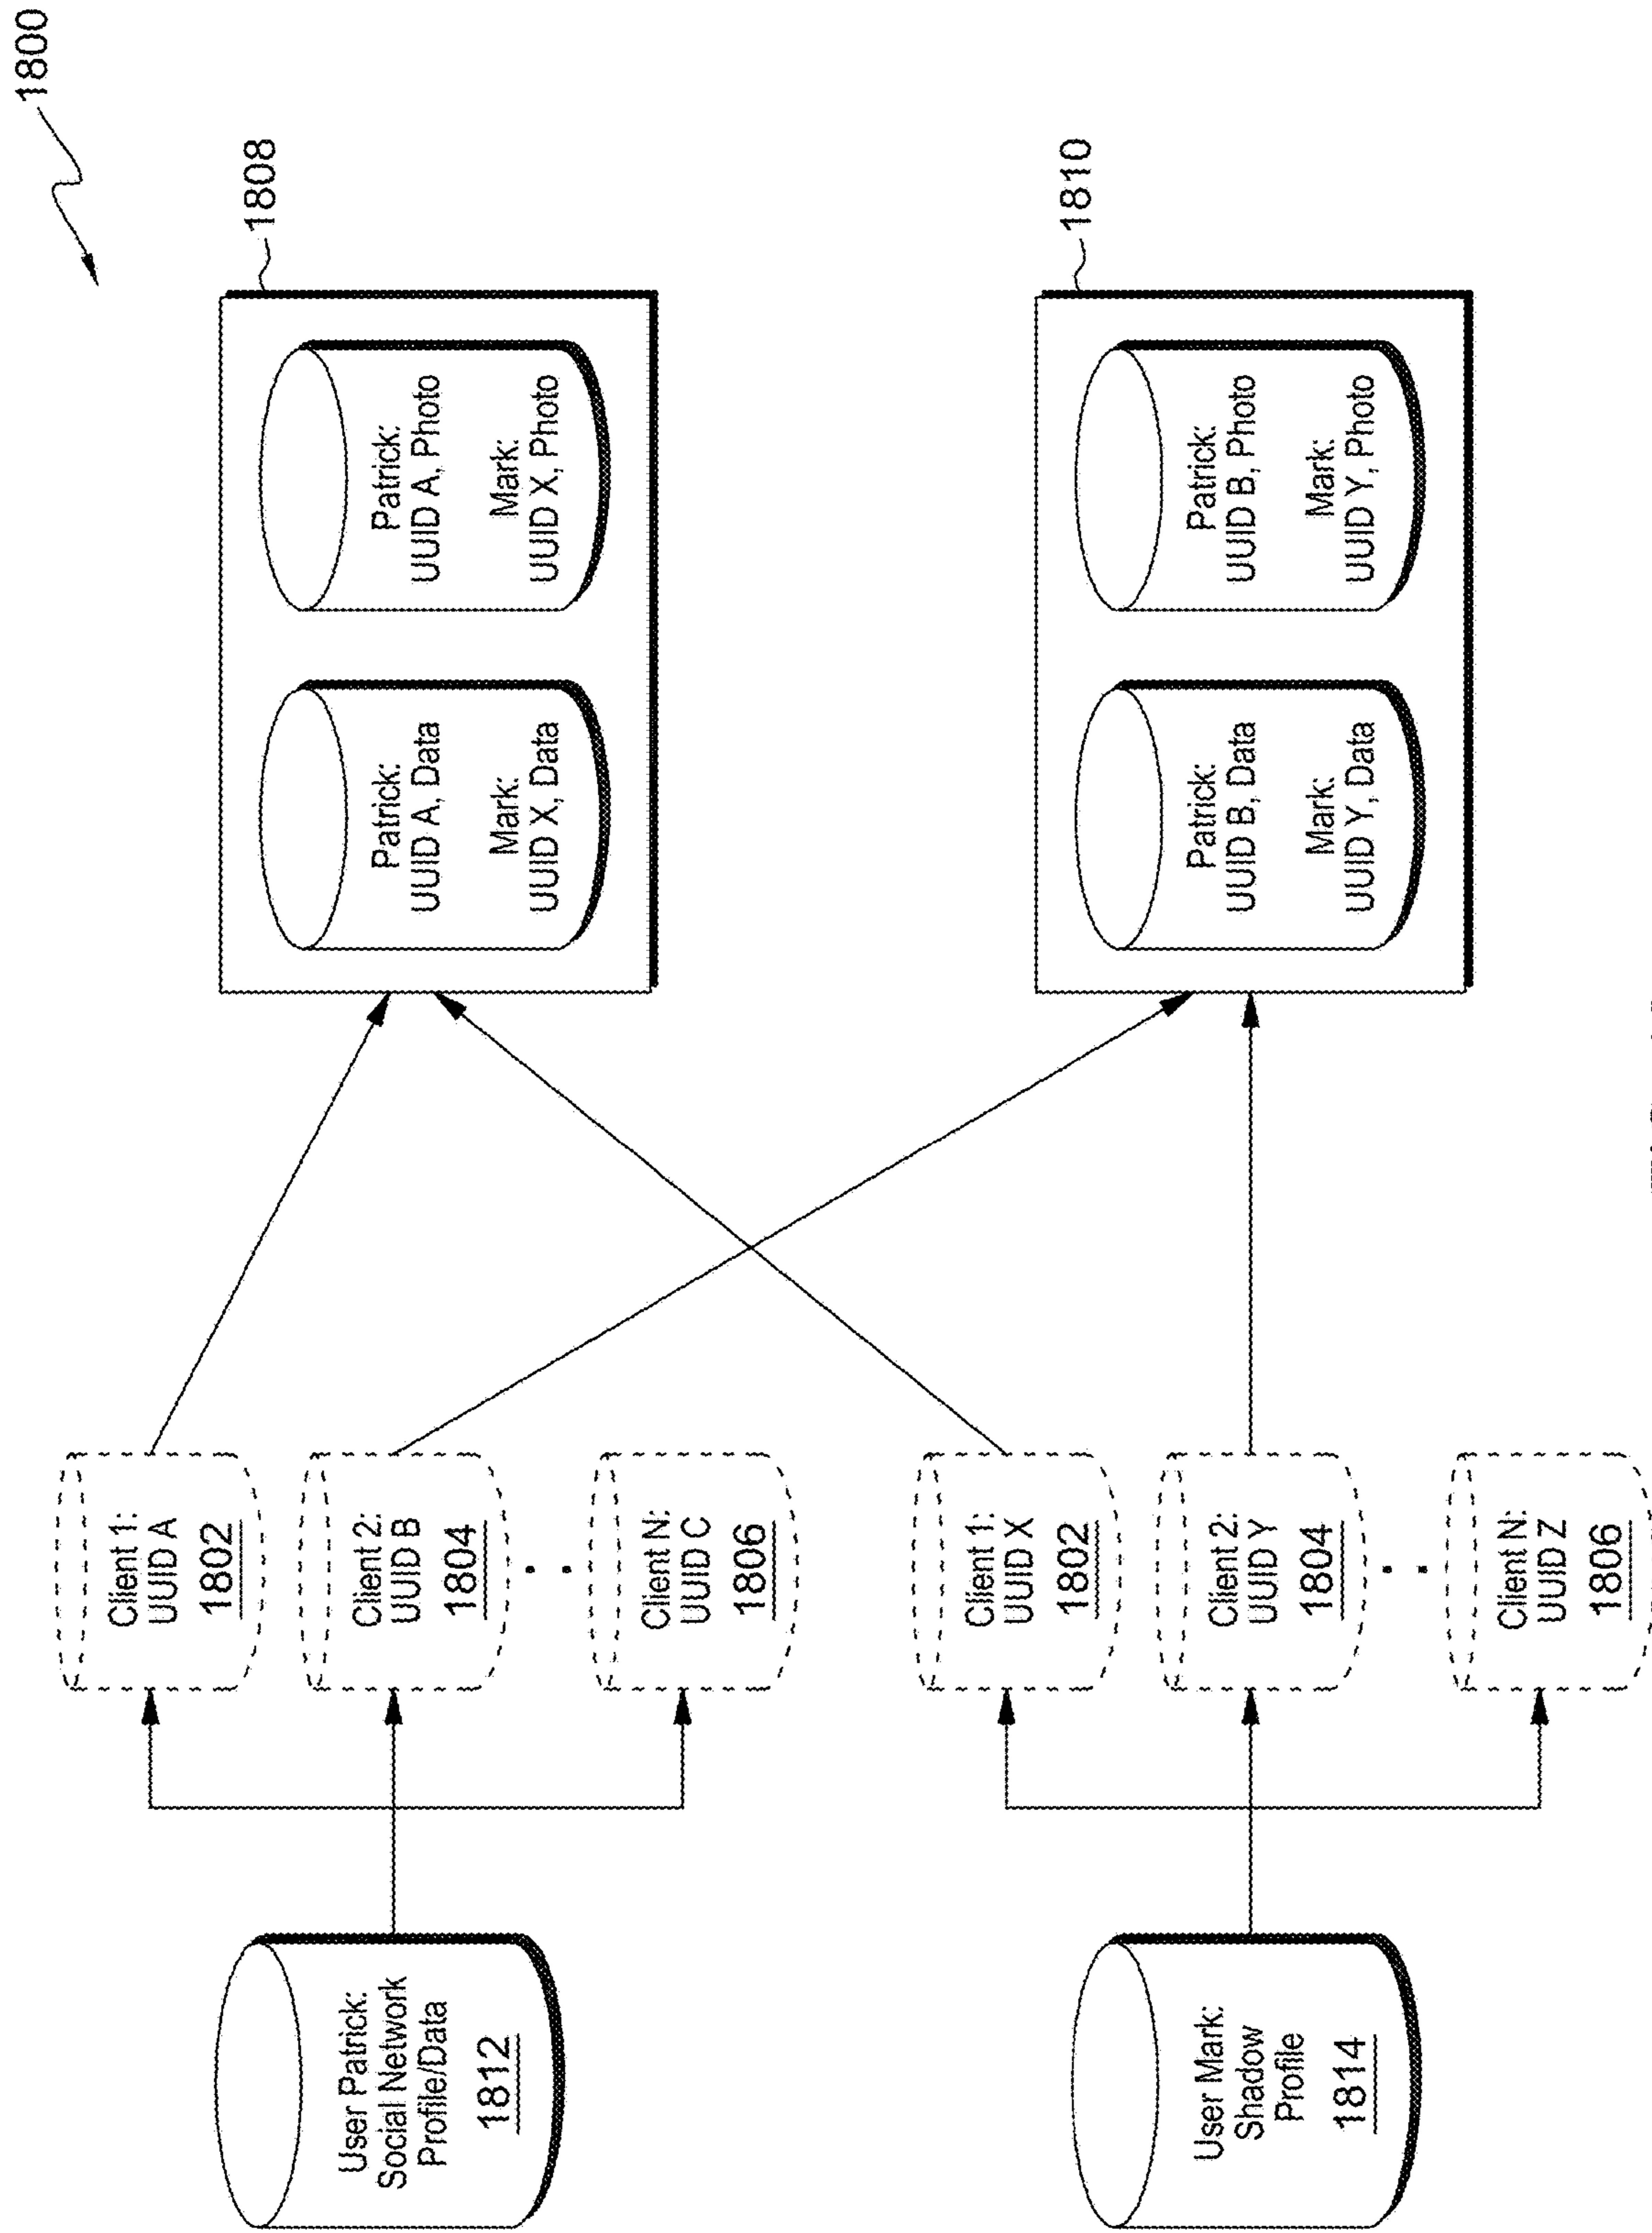 1800
User Patrick:
Social Network
Profile/Data
1812
Client 1:
UUID A
1802
Client 2:
UUID B
1804
Client N:
UUID C
1806
Patrick:
UUID A, Data
Mark:
UUID X, Data
Patrick:
UUID A, Photo
Mark:
UUID X, Photo
1808
User Mark:
Shadow
Profile
1814
Client 1:
UUID X
1802
Client 2:
UUID Y
1804
Client N:
UUID Z
1806
Patrick:
UUID B, Data
Mark:
UUID Y, Data
Patrick:
UUID B, Photo
Mark:
UUID Y, Photo
1810